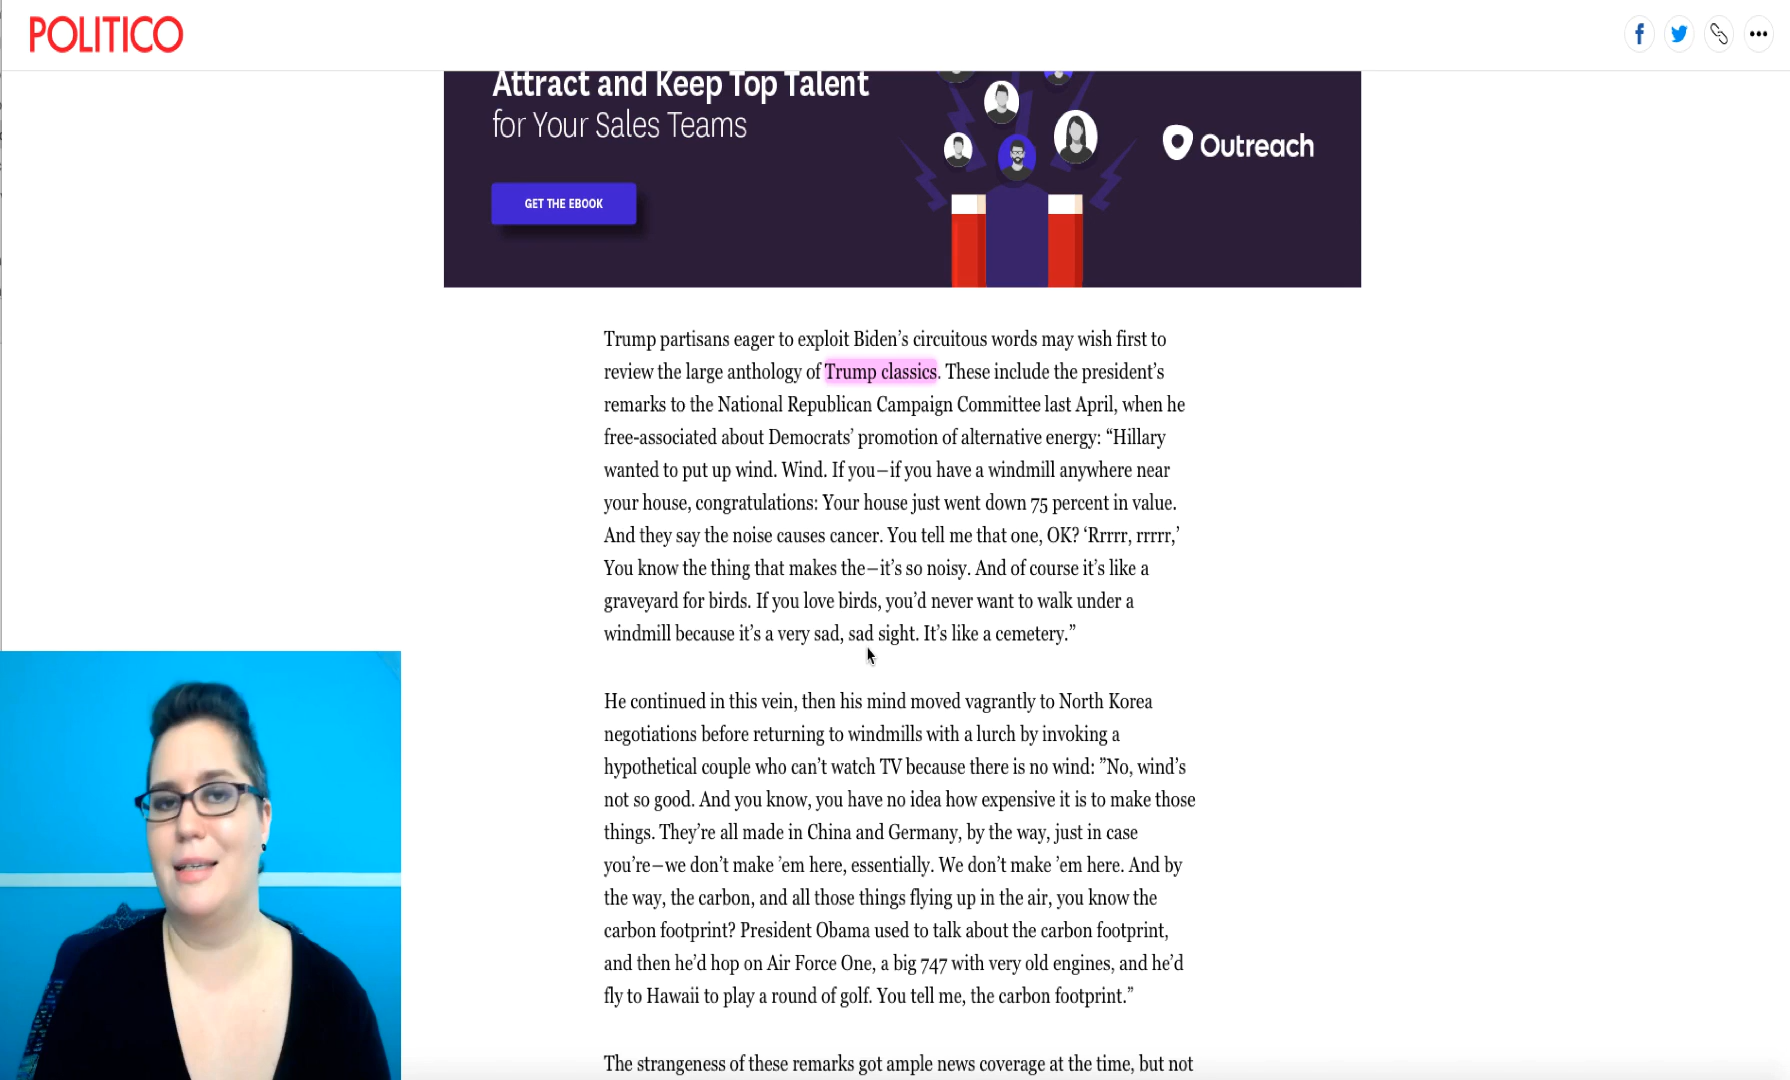 POLITICO
Attract and Keep Top Talent
for Your Sales Teams
GET THE EBOOK
Outreach
Trump partisans eager to exploit Biden’s circuitous words may wish first to
review the large anthology of Trump classics. These include the president’s
remarks to the National Republican Campaign Committee last April, when he
free-associated about Democrats’ promotion of alternative energy: “Hillary
wanted to put up wind. Wind. If you—if you have a windmill anywhere near
your house, congratulations: Your house just went down 75 percent in value.
And they say the noise causes cancer. You tell me that one, OK? ‘Rrrrr, rrrrr,’
You know the thing that makes the—it’s so noisy. And of course it’s like a
graveyard for birds. If you love birds, you’d never want to walk under a
windmill because it’s a very sad, sad sight. It’s like a cemetery.”
He continued in this vein, then his mind moved vagrantly to North Korea
negotiations before returning to windmills with a lurch by invoking a
hypothetical couple who can’t watch TV because there is no wind: ”No, wind’s
not so good. And you know, you have no idea how expensive it is to make those
things. They’re all made in China and Germany, by the way, just in case
you’re—we don’t make ’em here, essentially. We don’t make ’em here. And by
the way, the carbon, and all those things flying up in the air, you know the
carbon footprint? President Obama used to talk about the carbon footprint,
and then he’d hop on Air Force One, a big 747 with very old engines, and he’d
fly to Hawaii to play a round of golf. You tell me, the carbon footprint.”
The strangeness of these remarks got ample news coverage at the time, but not